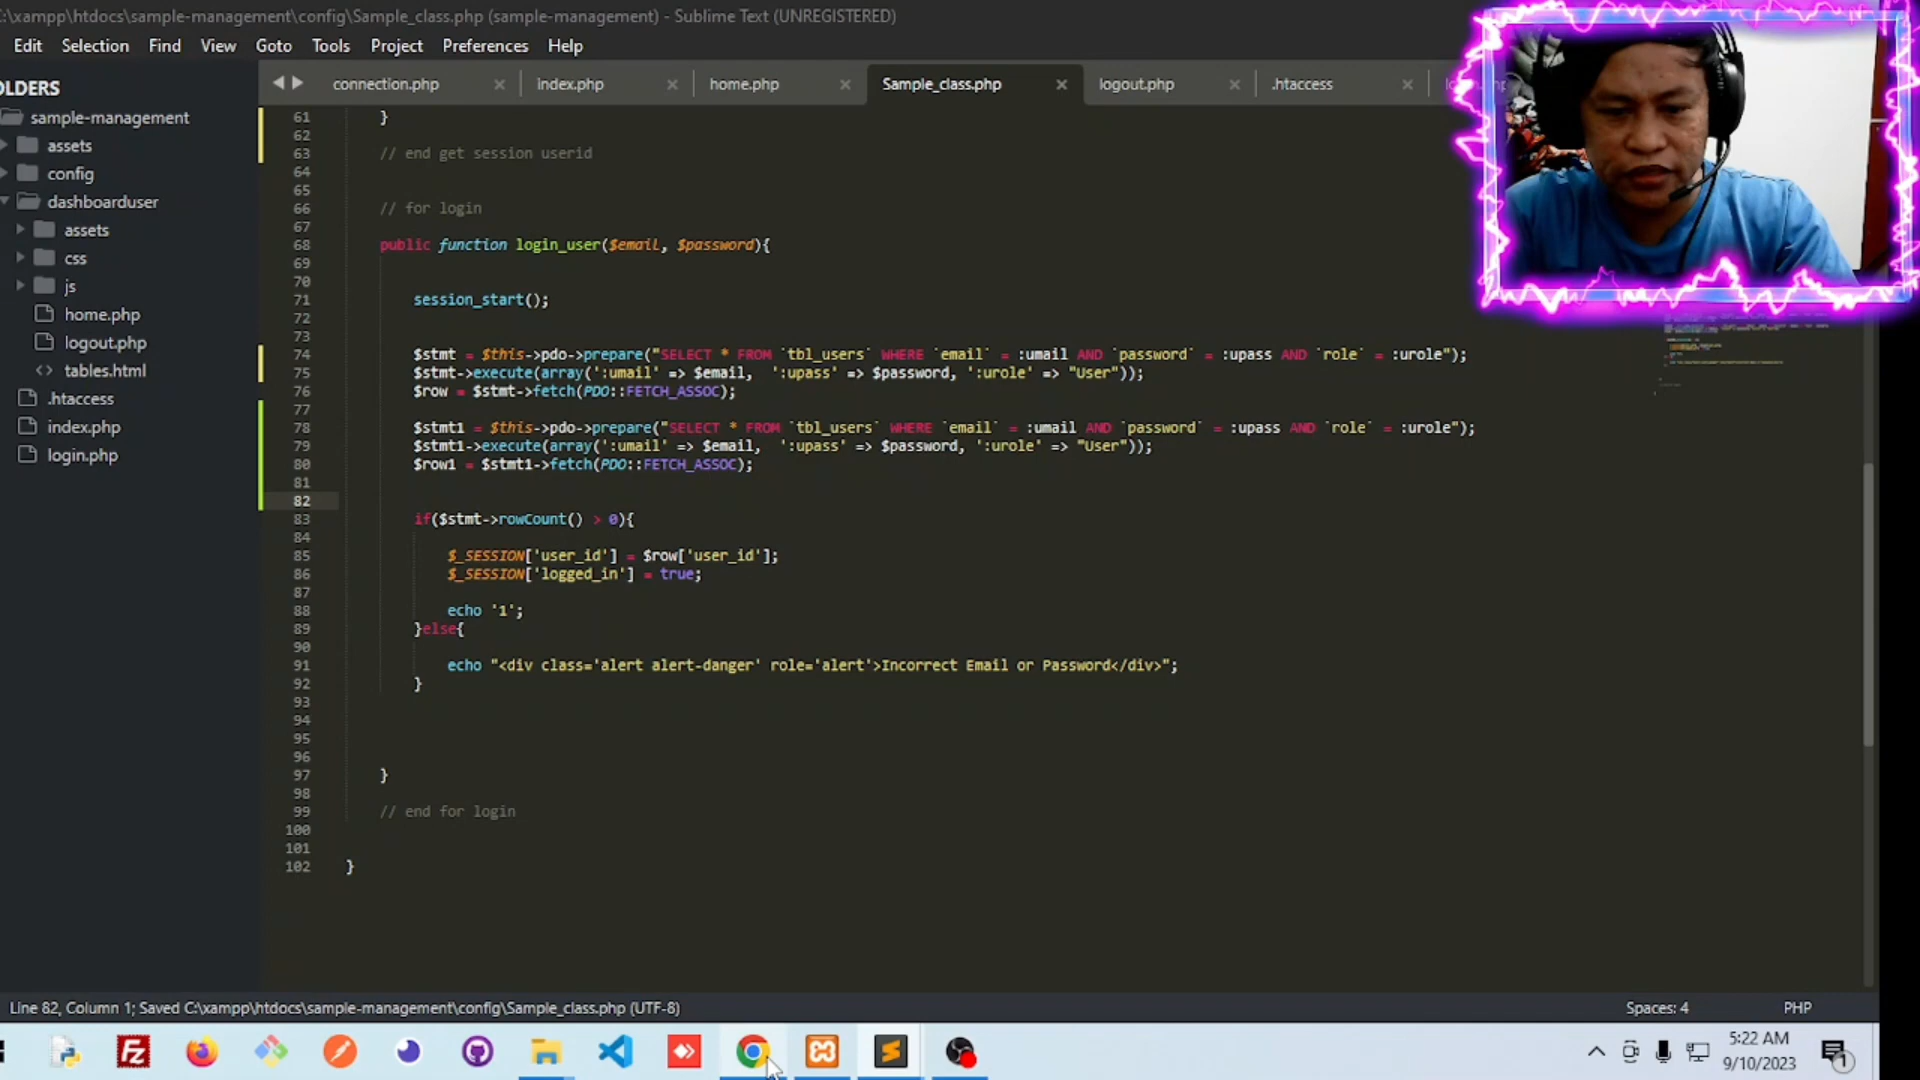 :\xampp\htdocs\sample-management\config\Sample_class.php (sample-management) - Sublime Text (UNREGISTERED)
Edit Selection Find View Goto Tools Project Preferences Help
connection.php index.php home.php Sample_class.php logout.php .htaccess
sample-management
assets
config
dashboarduser
assets
css
js
home.php
logout.php
tables.html
.htaccess
index.php
login.php
61 }
62
63 // end get session userid
64
65
66 // for login
67
68 public function login_user($email, $password){
69
70
71 session_start();
72
73
74 $stmt = $this->pdo->prepare("SELECT * FROM `tbl_users` WHERE `email` = :umail AND `password` = :upass AND `role` = :urole");
75 $stmt->execute(array(':umail' => $email, ':upass' => $password, ':urole' => "User"));
76 $row = $stmt->fetch(PDO::FETCH_ASSOC);
77
78 $stmt1 = $this->pdo->prepare("SELECT * FROM `tbl_users` WHERE `email` = :umail AND `password` = :upass AND `role` = :urole");
79 $stmt1->execute(array(':umail' => $email, ':upass' => $password, ':urole' => "User"));
80 $row1 = $stmt1->fetch(PDO::FETCH_ASSOC);
81
82
83 if($stmt->rowCount() > 0){
84
85 $_SESSION['user_id'] = $row['user_id'];
86 $_SESSION['logged_in'] = true;
87
88 echo '1';
89 }else{
90
91 echo "<div class='alert alert-danger' role='alert'>Incorrect Email or Password</div>";
92 }
93
94
95
96
97 }
98
99 // end for login
100
101
102 }
Line 82, Column 1; Saved C:\xampp\htdocs\sample-management\config\Sample_class.php (UTF-8)
Spaces: 4 PHP
5:22 AM
9/10/2023
1